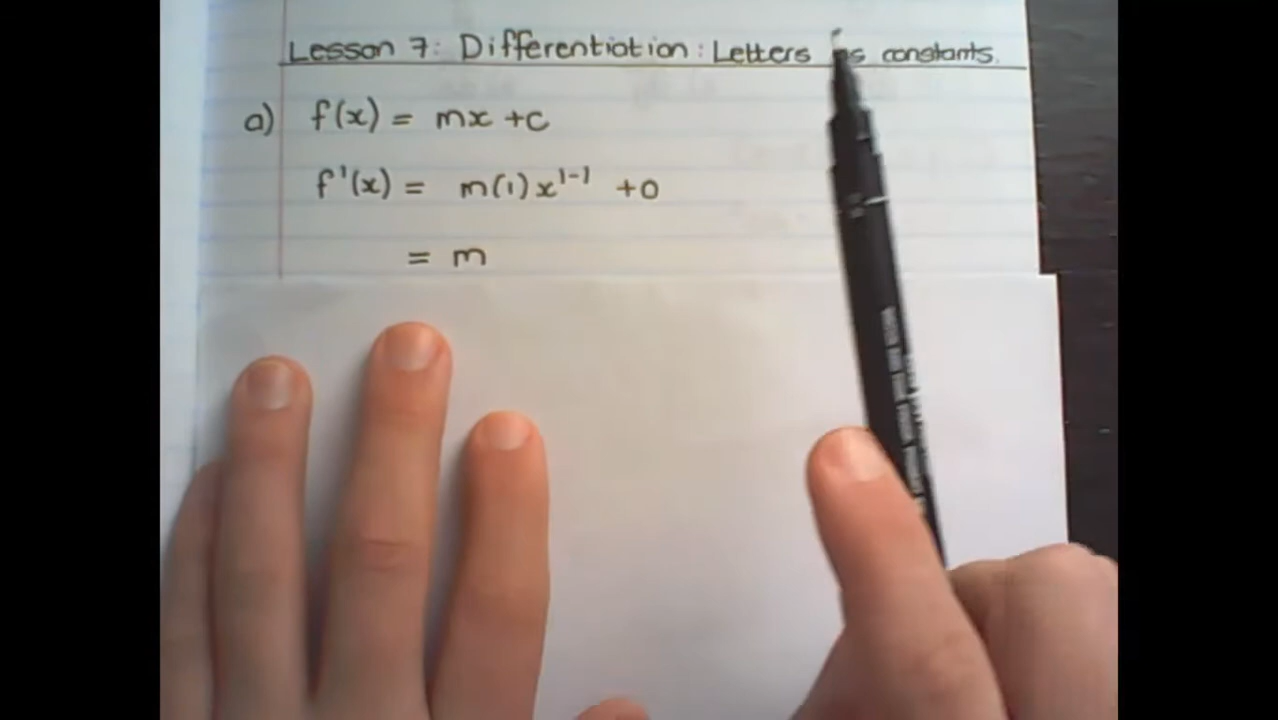 Lesson 7: Differentiation: Letters as constants.
a) f(x) = mx + c
f'(x) = m(1)x^{1-1} + 0
= m